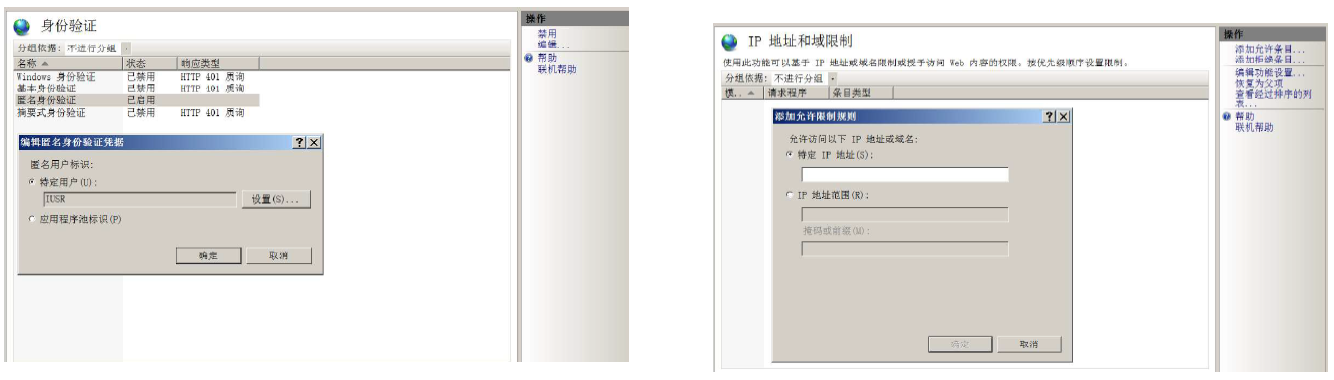 身份验证
分组依据: 不进行分组
名称 状态 响应类型
Windows 身份验证 已禁用 HTTP 401 质询
基本身份验证 已禁用 HTTP 401 质询
匿名身份验证 已启用
摘要式身份验证 已禁用 HTTP 401 质询
编辑匿名身份验证凭据
匿名用户标识:
特定用户(U):
IUSR 设置(S)...
应用程序池标识(P)
确定 取消
操作
禁用
编辑...
帮助
联机帮助
IP 地址和域限制
使用此功能可以基于 IP 地址或域名限制或授予访问 Web 内容的权限。按优先级顺序设置限制。
分组依据: 不进行分组
模.. 请求程序 条目类型
添加允许限制规则
允许访问以下 IP 地址或域名:
特定 IP 地址(S):
IP 地址范围(R):
掩码或前缀(M):
确定 取消
操作
添加允许条目...
添加拒绝条目...
编辑功能设置...
恢复为父项
查看经过排序的列
表...
帮助
联机帮助